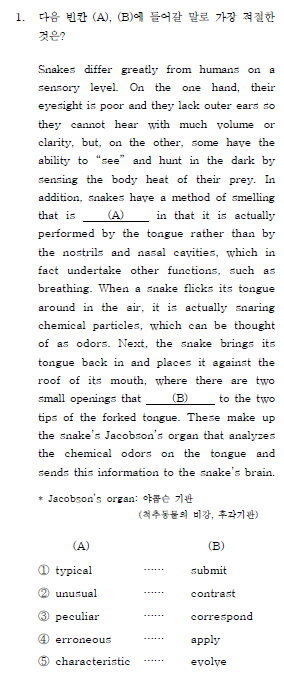 1. 다음 빈칸 (A), (B)에 들어갈 말로 가장 적절한
것은?
Snakes differ greatly from humans on a
sensory level. On the one hand, their
eyesight is poor and they lack outer ears so
they cannot hear with much volume or
clarity, but, on the other, some have the
ability to “see” and hunt in the dark by
sensing the body heat of their prey. In
addition, snakes have a method of smelling
that is (A) in that it is actually
performed by the tongue rather than by
the nostrils and nasal cavities, which in
fact undertake other functions, such as
breathing. When a snake flicks its tongue
around in the air, it is actually snaring
chemical particles, which can be thought
of as odors. Next, the snake brings its
tongue back in and places it against the
roof of its mouth, where there are two
small openings that (B) to the two
tips of the forked tongue. These make up
the snake's Jacobson's organ that analyzes
the chemical odors on the tongue and
sends this information to the snake's brain.
* Jacobson's organ: 야콥슨 기관
(척추동물의 비강, 후각기관)
(A) (B)
① typical ······ submit
② unusual ······ contrast
③ peculiar ······ correspond
④ erroneous ······ apply
⑤ characteristic ······ evolve